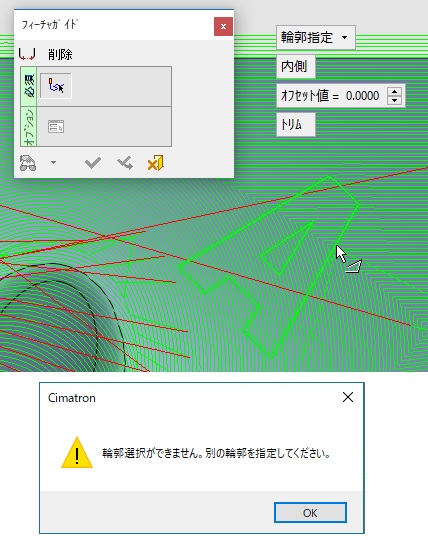 フィーチャガイド
削除
必須
オプション
輪郭指定
内側
オフセット値 = 0.0000
トリム
Cimatron
輪郭選択ができません。別の輪郭を指定してください。
OK